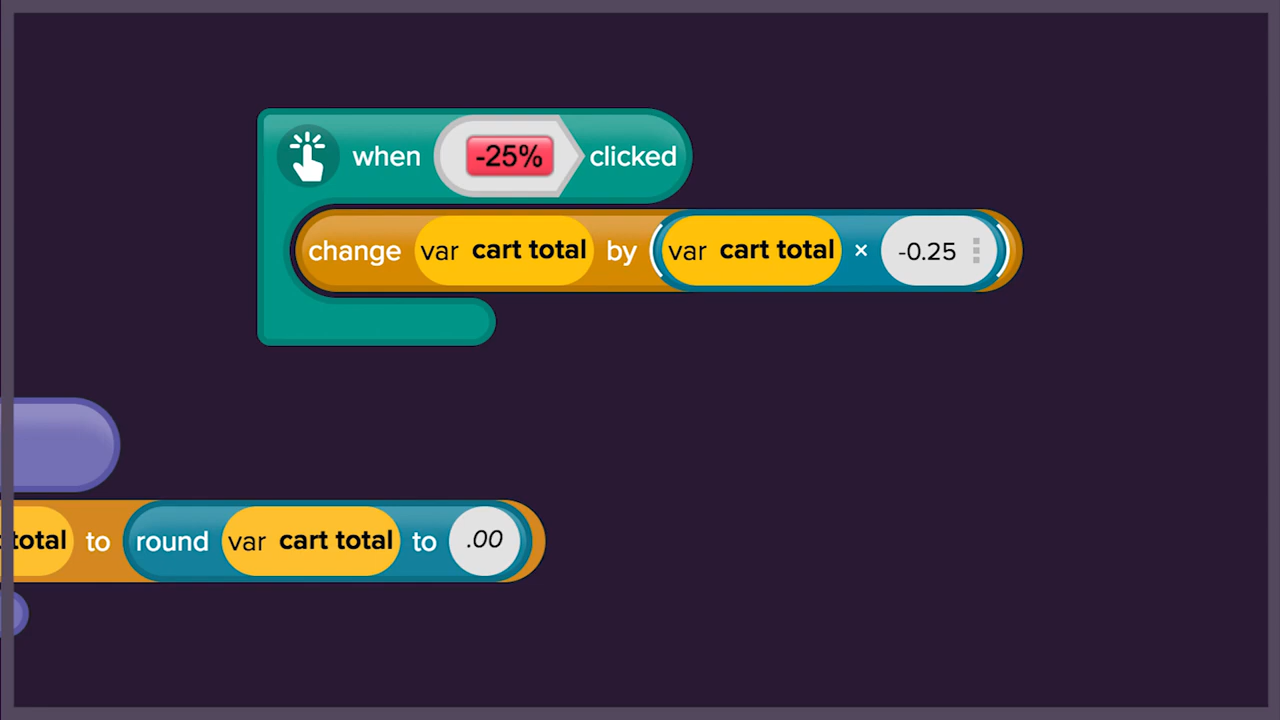 when -25% clicked
change var cart total by (var cart total × -0.25)
total to round var cart total to .00